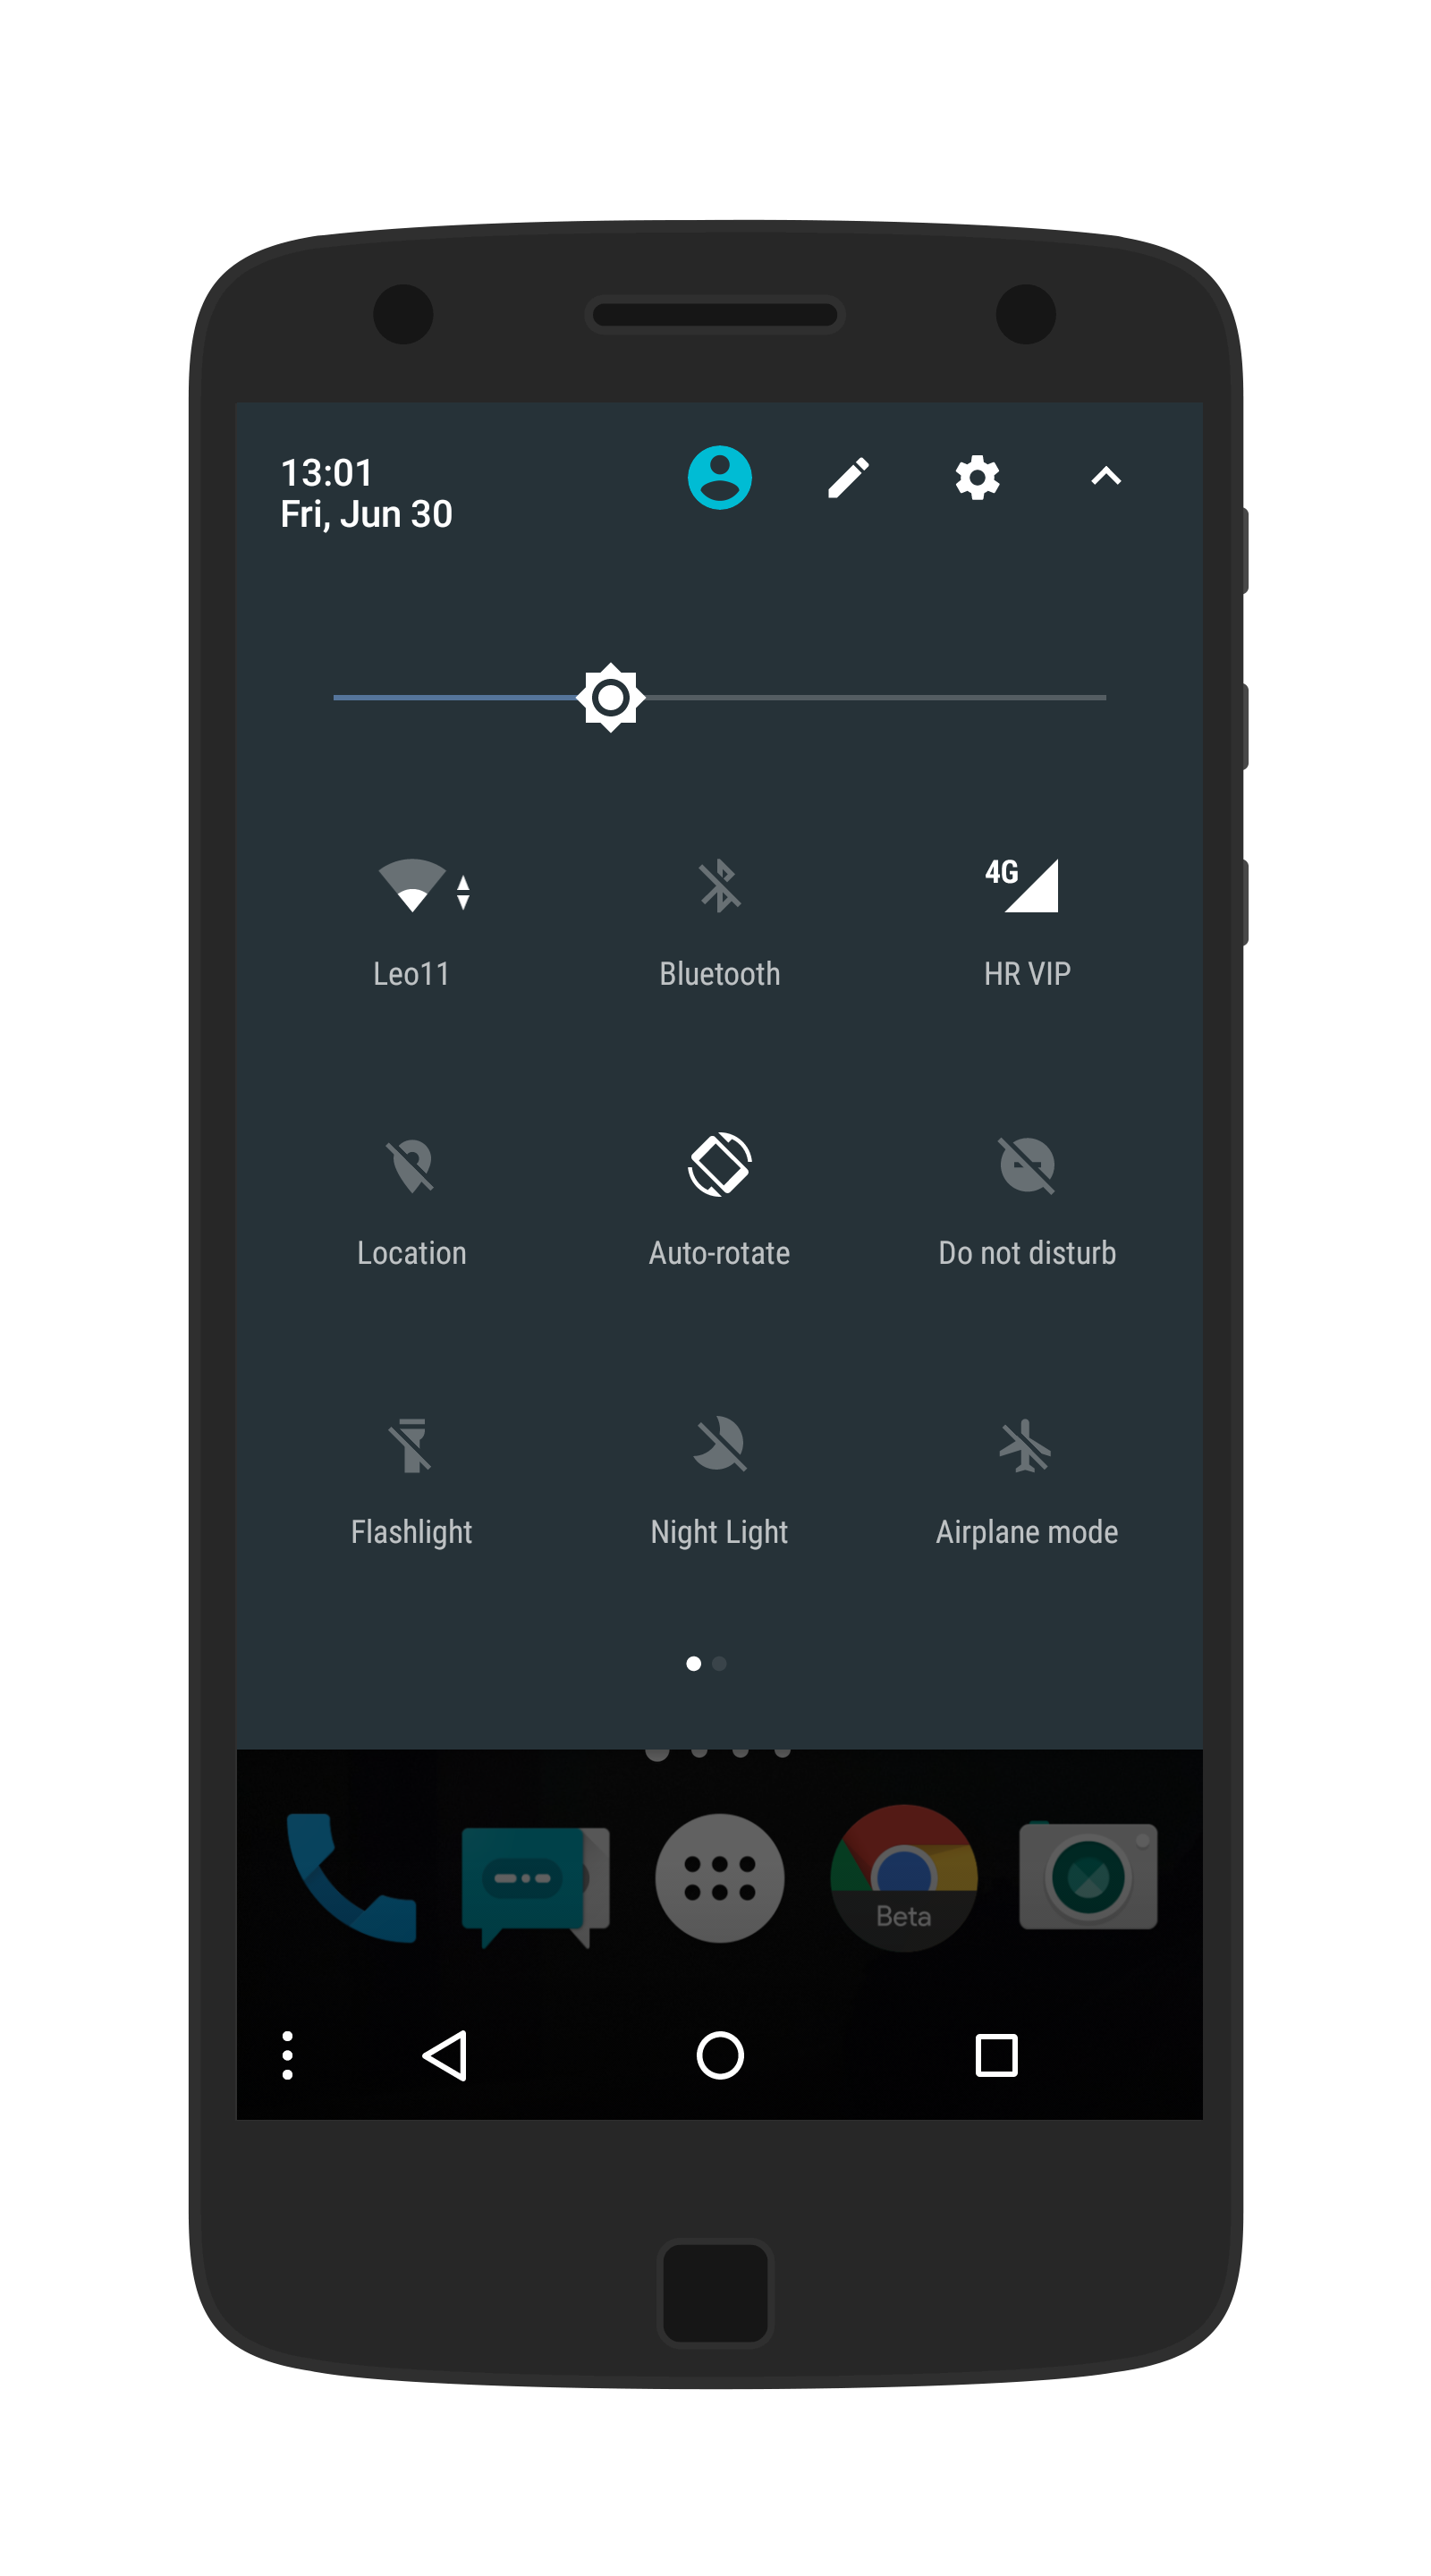 13:01
Fri, Jun 30
4G
Leo11
Bluetooth
HR VIP
Location
Auto-rotate
Do not disturb
Flashlight
Night Light
Airplane mode
Beta